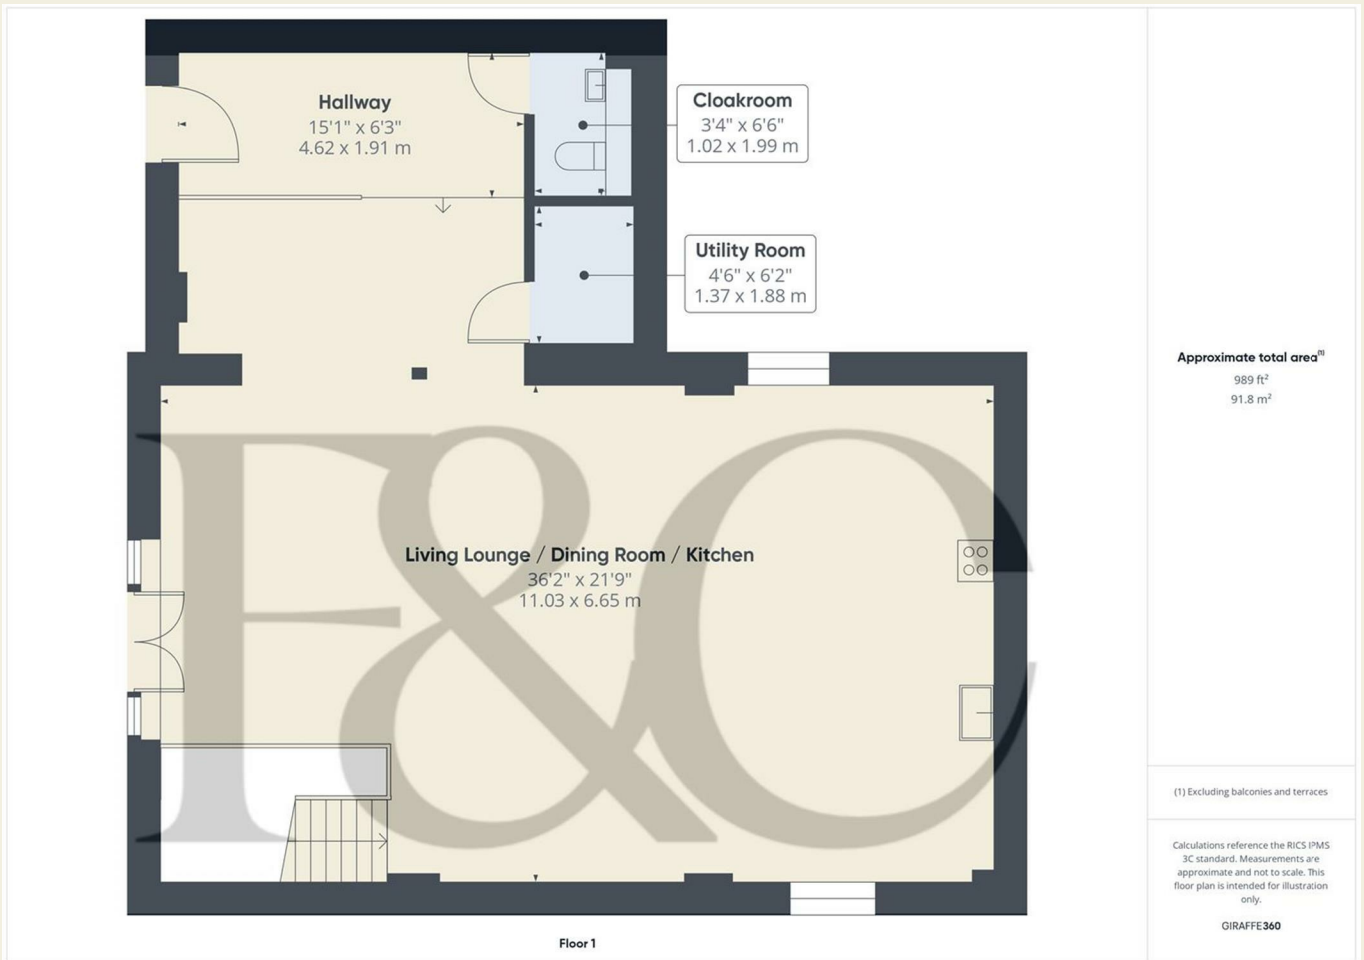 Hallway
15'1" x 6'3"
4.62 x 1.91 m
Cloakroom
3'4" x 6'6"
1.02 x 1.99 m
Utility Room
4'6" x 6'2"
1.37 x 1.88 m
Living Lounge / Dining Room / Kitchen
36'2" x 21'9"
11.03 x 6.65 m
F&C
Floor 1
Approximate total area(1)
989 ft²
91.8 m²
(1) Excluding balconies and terraces
Calculations reference the RICS IPMS
3C standard. Measurements are
approximate and not to scale. This
floor plan is intended for illustration
only.
GIRAFFE360